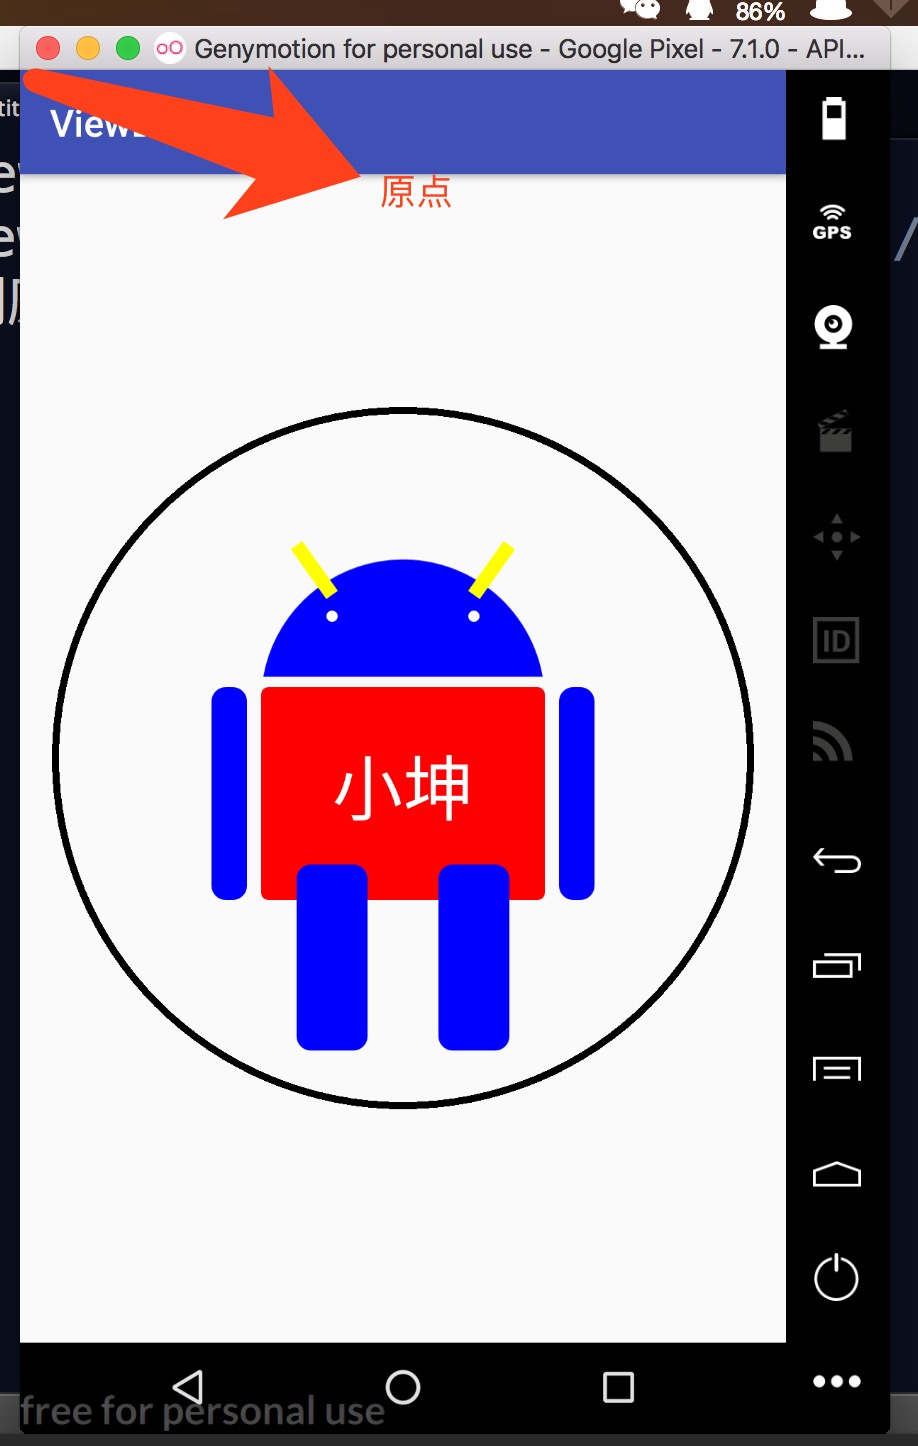 86%
Genymotion for personal use - Google Pixel - 7.1.0 - API...
tit
View
原点
GPS
ID
小坤
free for personal use